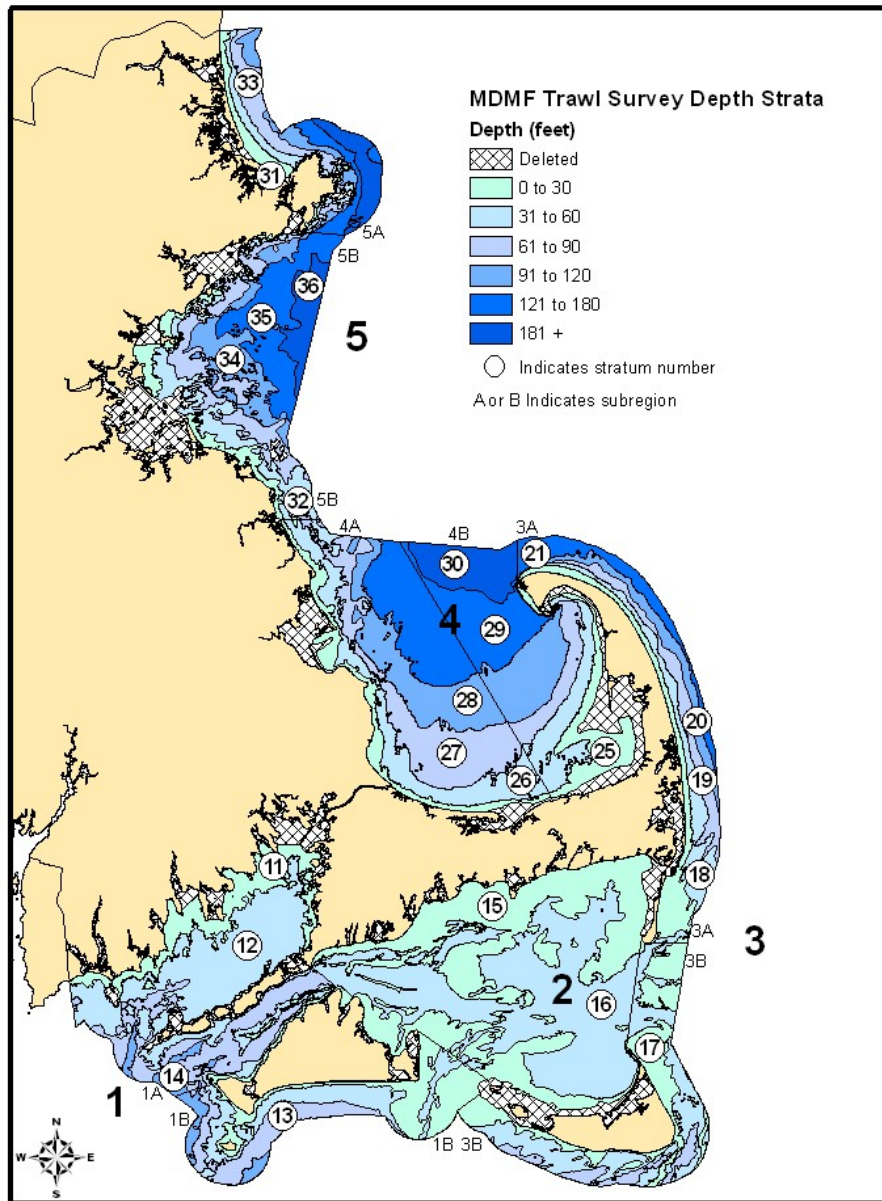 MDMF Trawl Survey Depth Strata
Depth (feet)
Deleted
0 to 30
31 to 60
61 to 90
91 to 120
121 to 180
181 +
Indicates stratum number
A or B Indicates subregion
33
31
5A
5B
36
35
5
34
32
5B
4A
4B
3A
30
21
4
29
28
20
27
25
26
19
11
18
15
12
3A
3
3B
2
16
17
14
1
1A
1B
13
1B
3B
N
W
E
S